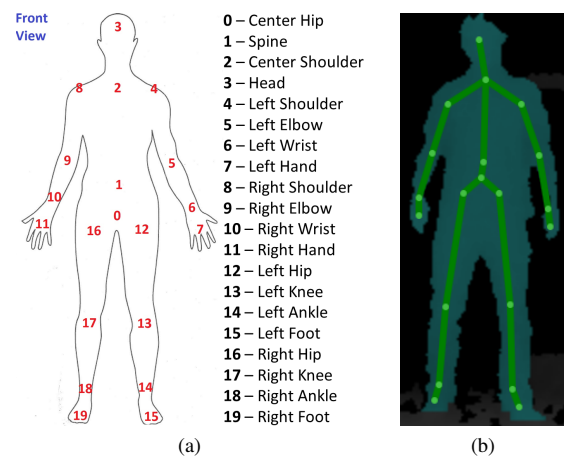 Front
View
3
8
2
4
9
5
1
10
6
0
11
7
16
12
17
13
18
14
19
15
0 – Center Hip
1 – Spine
2 – Center Shoulder
3 – Head
4 – Left Shoulder
5 – Left Elbow
6 – Left Wrist
7 – Left Hand
8 – Right Shoulder
9 – Right Elbow
10 – Right Wrist
11 – Right Hand
12 – Left Hip
13 – Left Knee
14 – Left Ankle
15 – Left Foot
16 – Right Hip
17 – Right Knee
18 – Right Ankle
19 – Right Foot
(a)
(b)